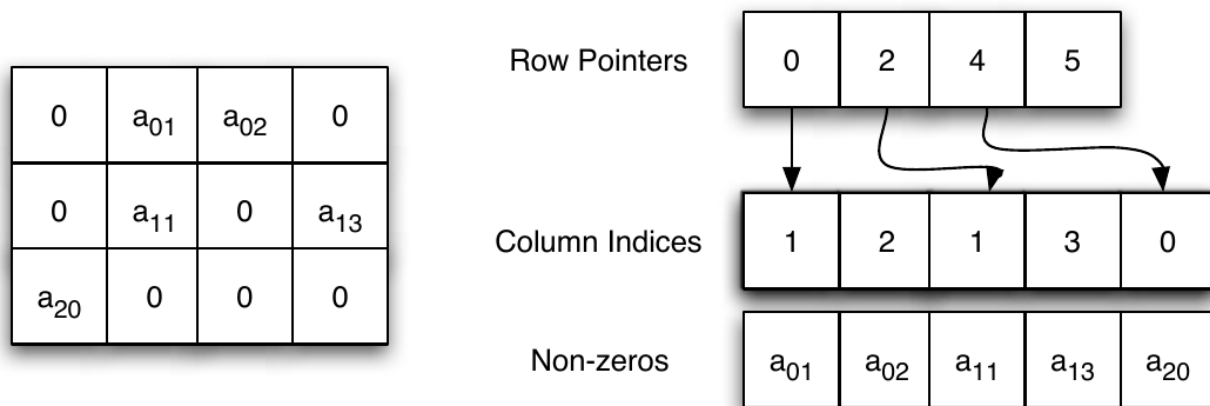 0 a01 a02 0
0 a11 0 a13
a20 0 0 0
Row Pointers 0 2 4 5
Column Indices 1 2 1 3 0
Non-zeros a01 a02 a11 a13 a20